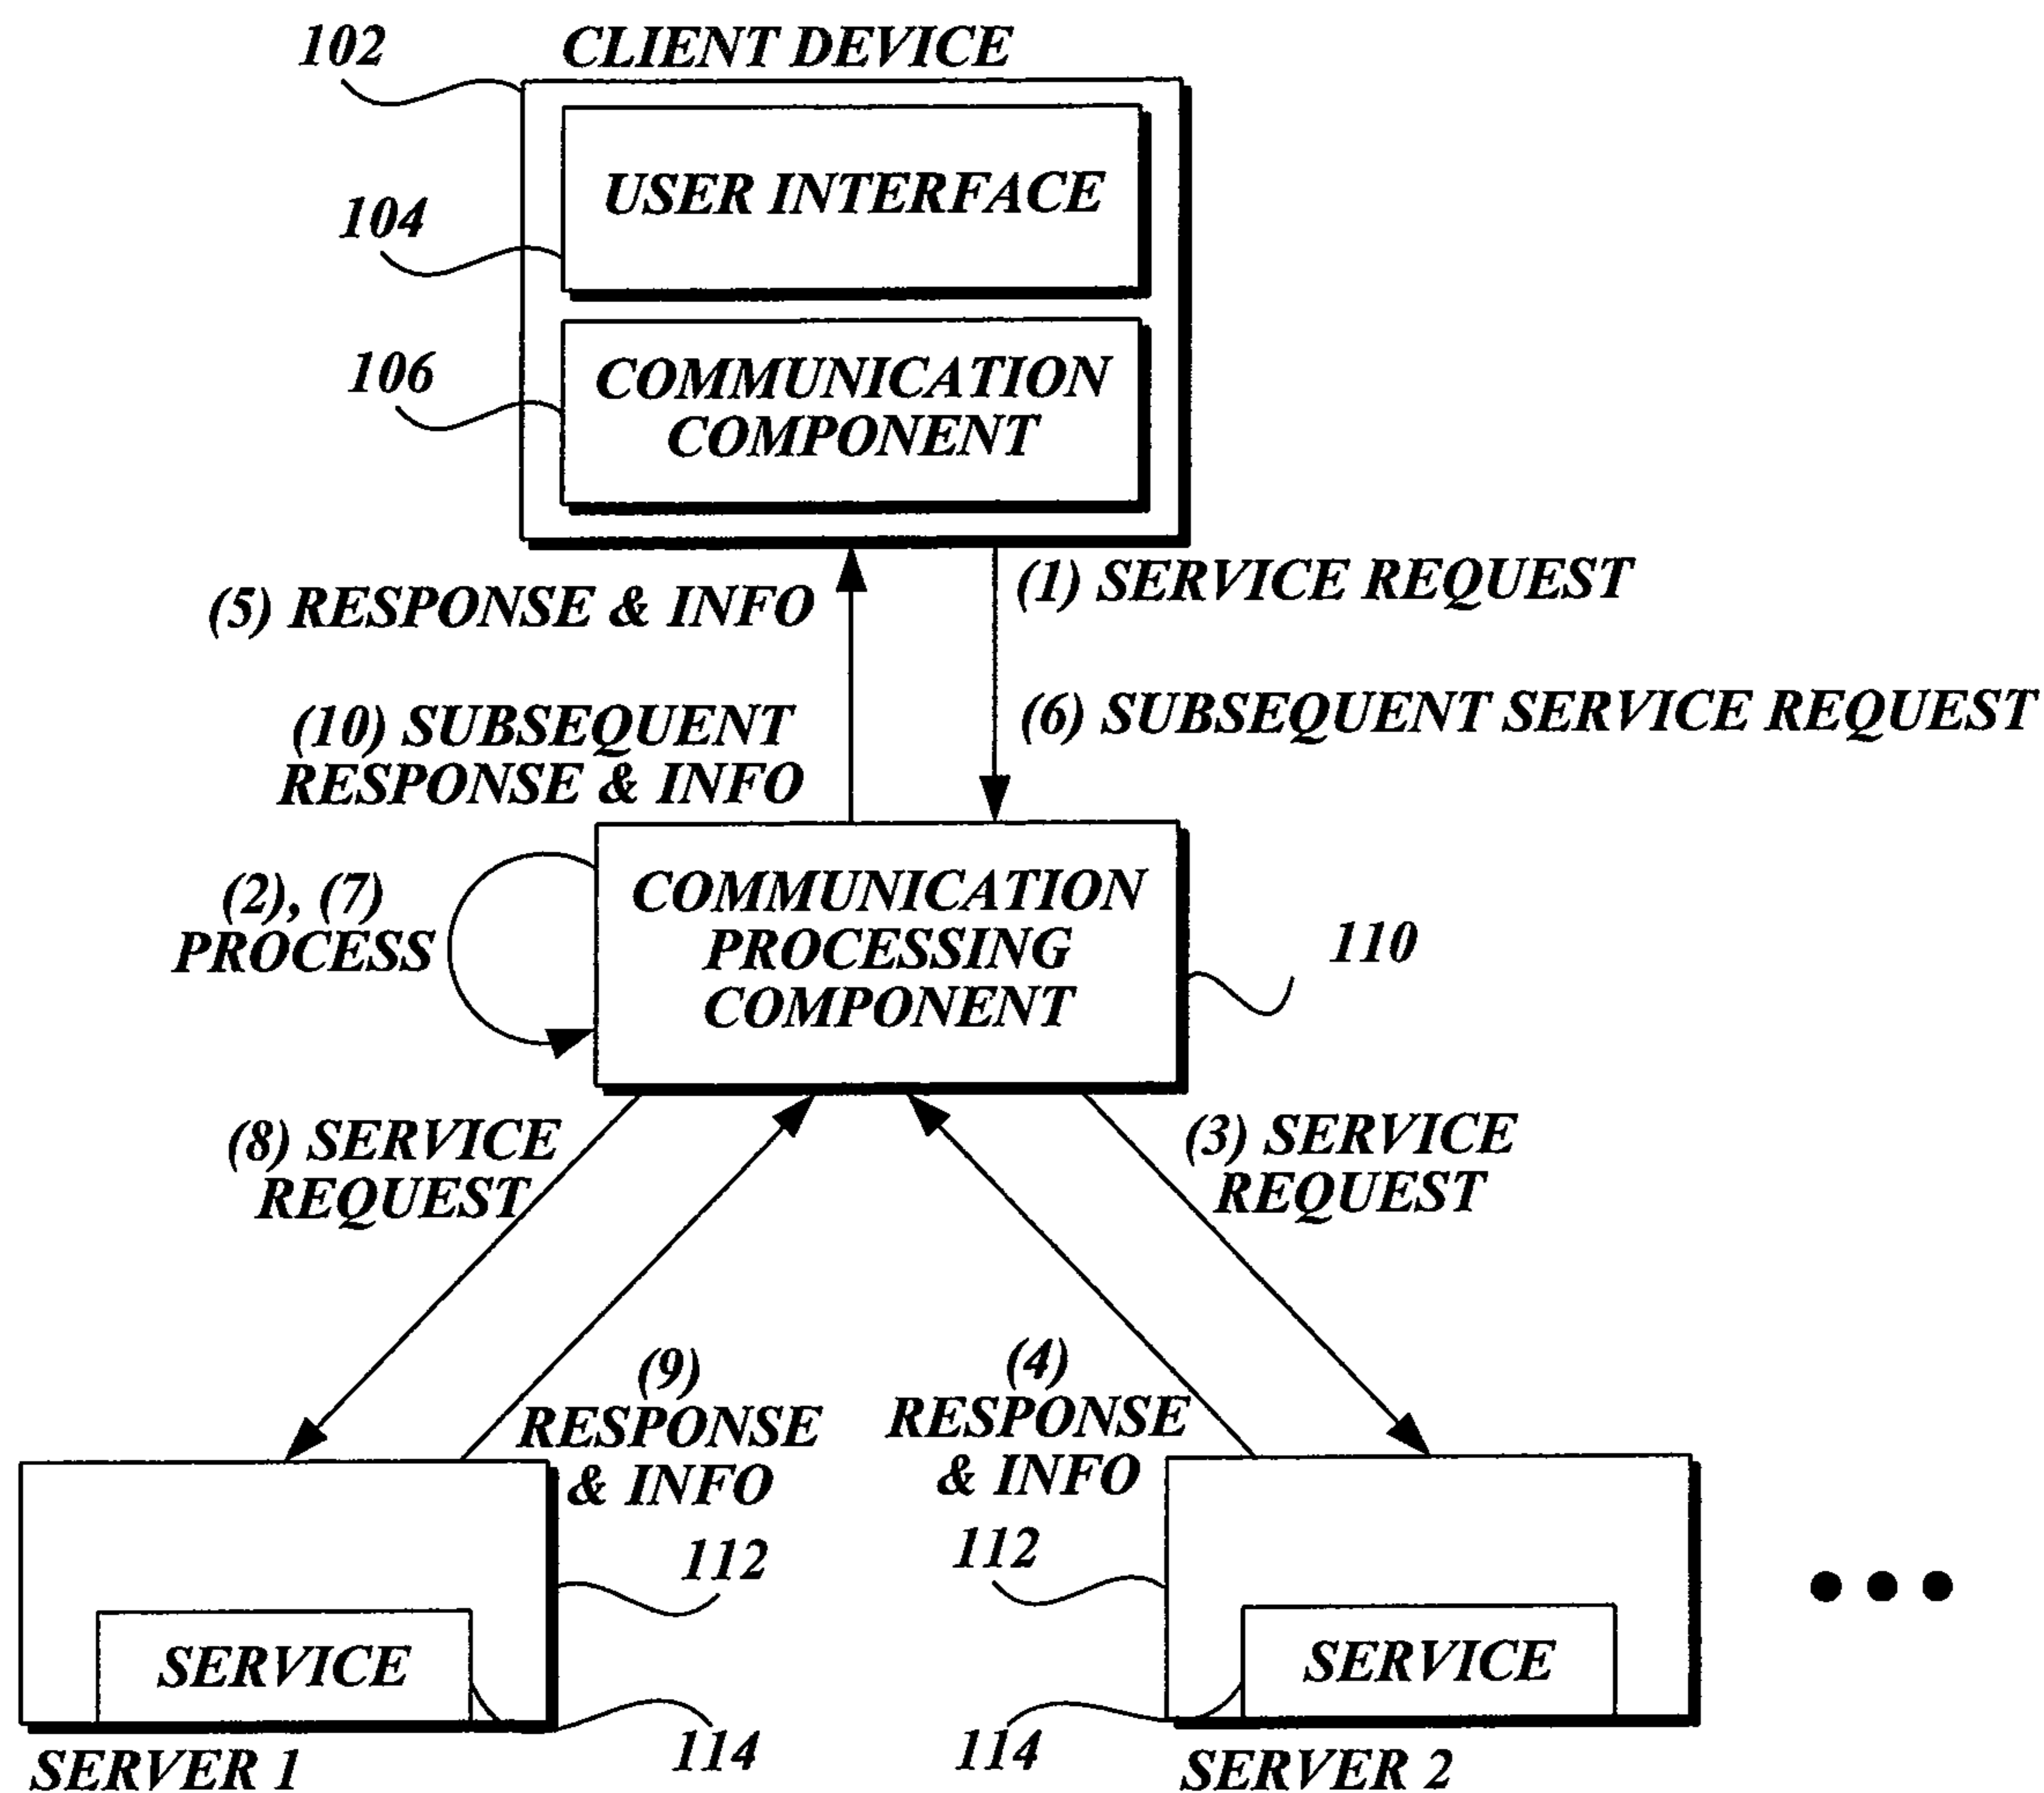 102
CLIENT DEVICE
USER INTERFACE
104
106
COMMUNICATION
COMPONENT
(5) RESPONSE & INFO
(1) SERVICE REQUEST
(10) SUBSEQUENT
RESPONSE & INFO
(6) SUBSEQUENT SERVICE REQUEST
(2), (7)
PROCESS
COMMUNICATION
PROCESSING
COMPONENT
110
(8) SERVICE
REQUEST
(3) SERVICE
REQUEST
(9)
RESPONSE
& INFO
(4)
RESPONSE
& INFO
112
112
SERVICE
SERVICE
114
114
SERVER 1
SERVER 2